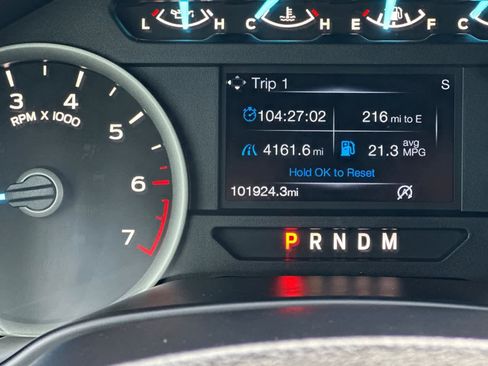 L H C H E F C
Trip 1 S
104:27:02 216 mi to E
4161.6 mi 21.3 avg MPG
Hold OK to Reset
101924.3mi
3 4 5 6 7
RPM X 1000
P R N D M